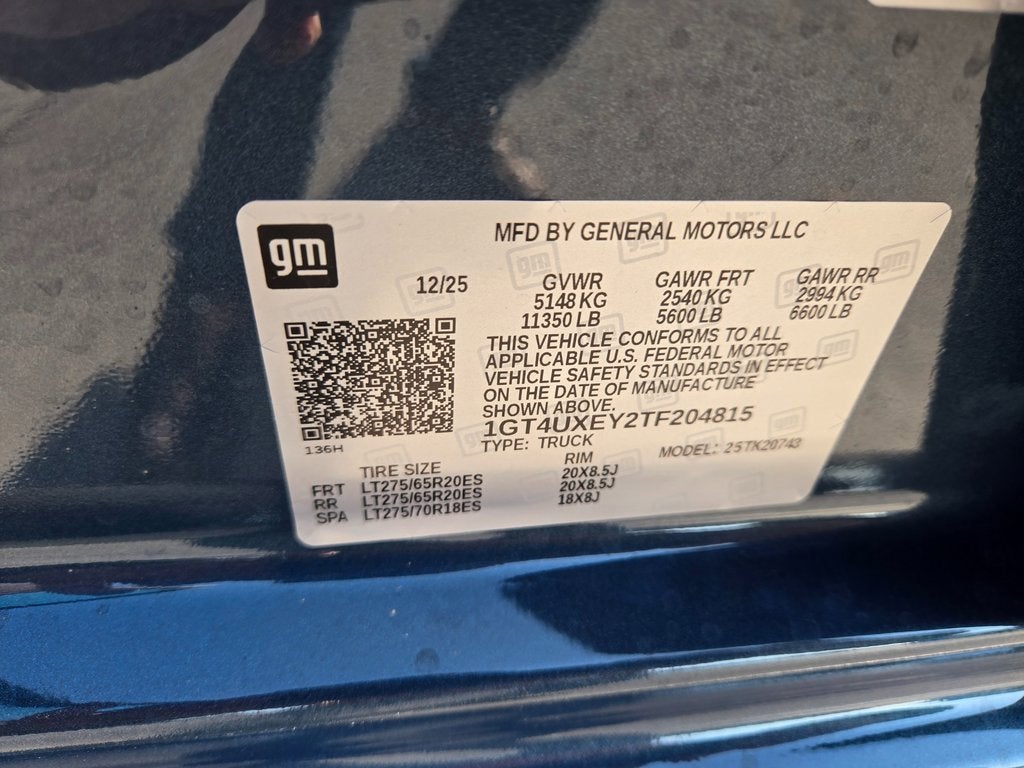 gm
MFD BY GENERAL MOTORS LLC
12/25 GVWR GAWR FRT GAWR RR
5148 KG 2540 KG 2994 KG
11350 LB 5600 LB 6600 LB
THIS VEHICLE CONFORMS TO ALL
APPLICABLE U.S. FEDERAL MOTOR
VEHICLE SAFETY STANDARDS IN EFFECT
ON THE DATE OF MANUFACTURE
SHOWN ABOVE.
1GT4UXEY2TF204815
136H
TYPE: TRUCK MODEL: 25TK20743
TIRE SIZE RIM
FRT LT275/65R20ES 20X8.5J
RR LT275/65R20ES 20X8.5J
SPA LT275/70R18ES 18X8J